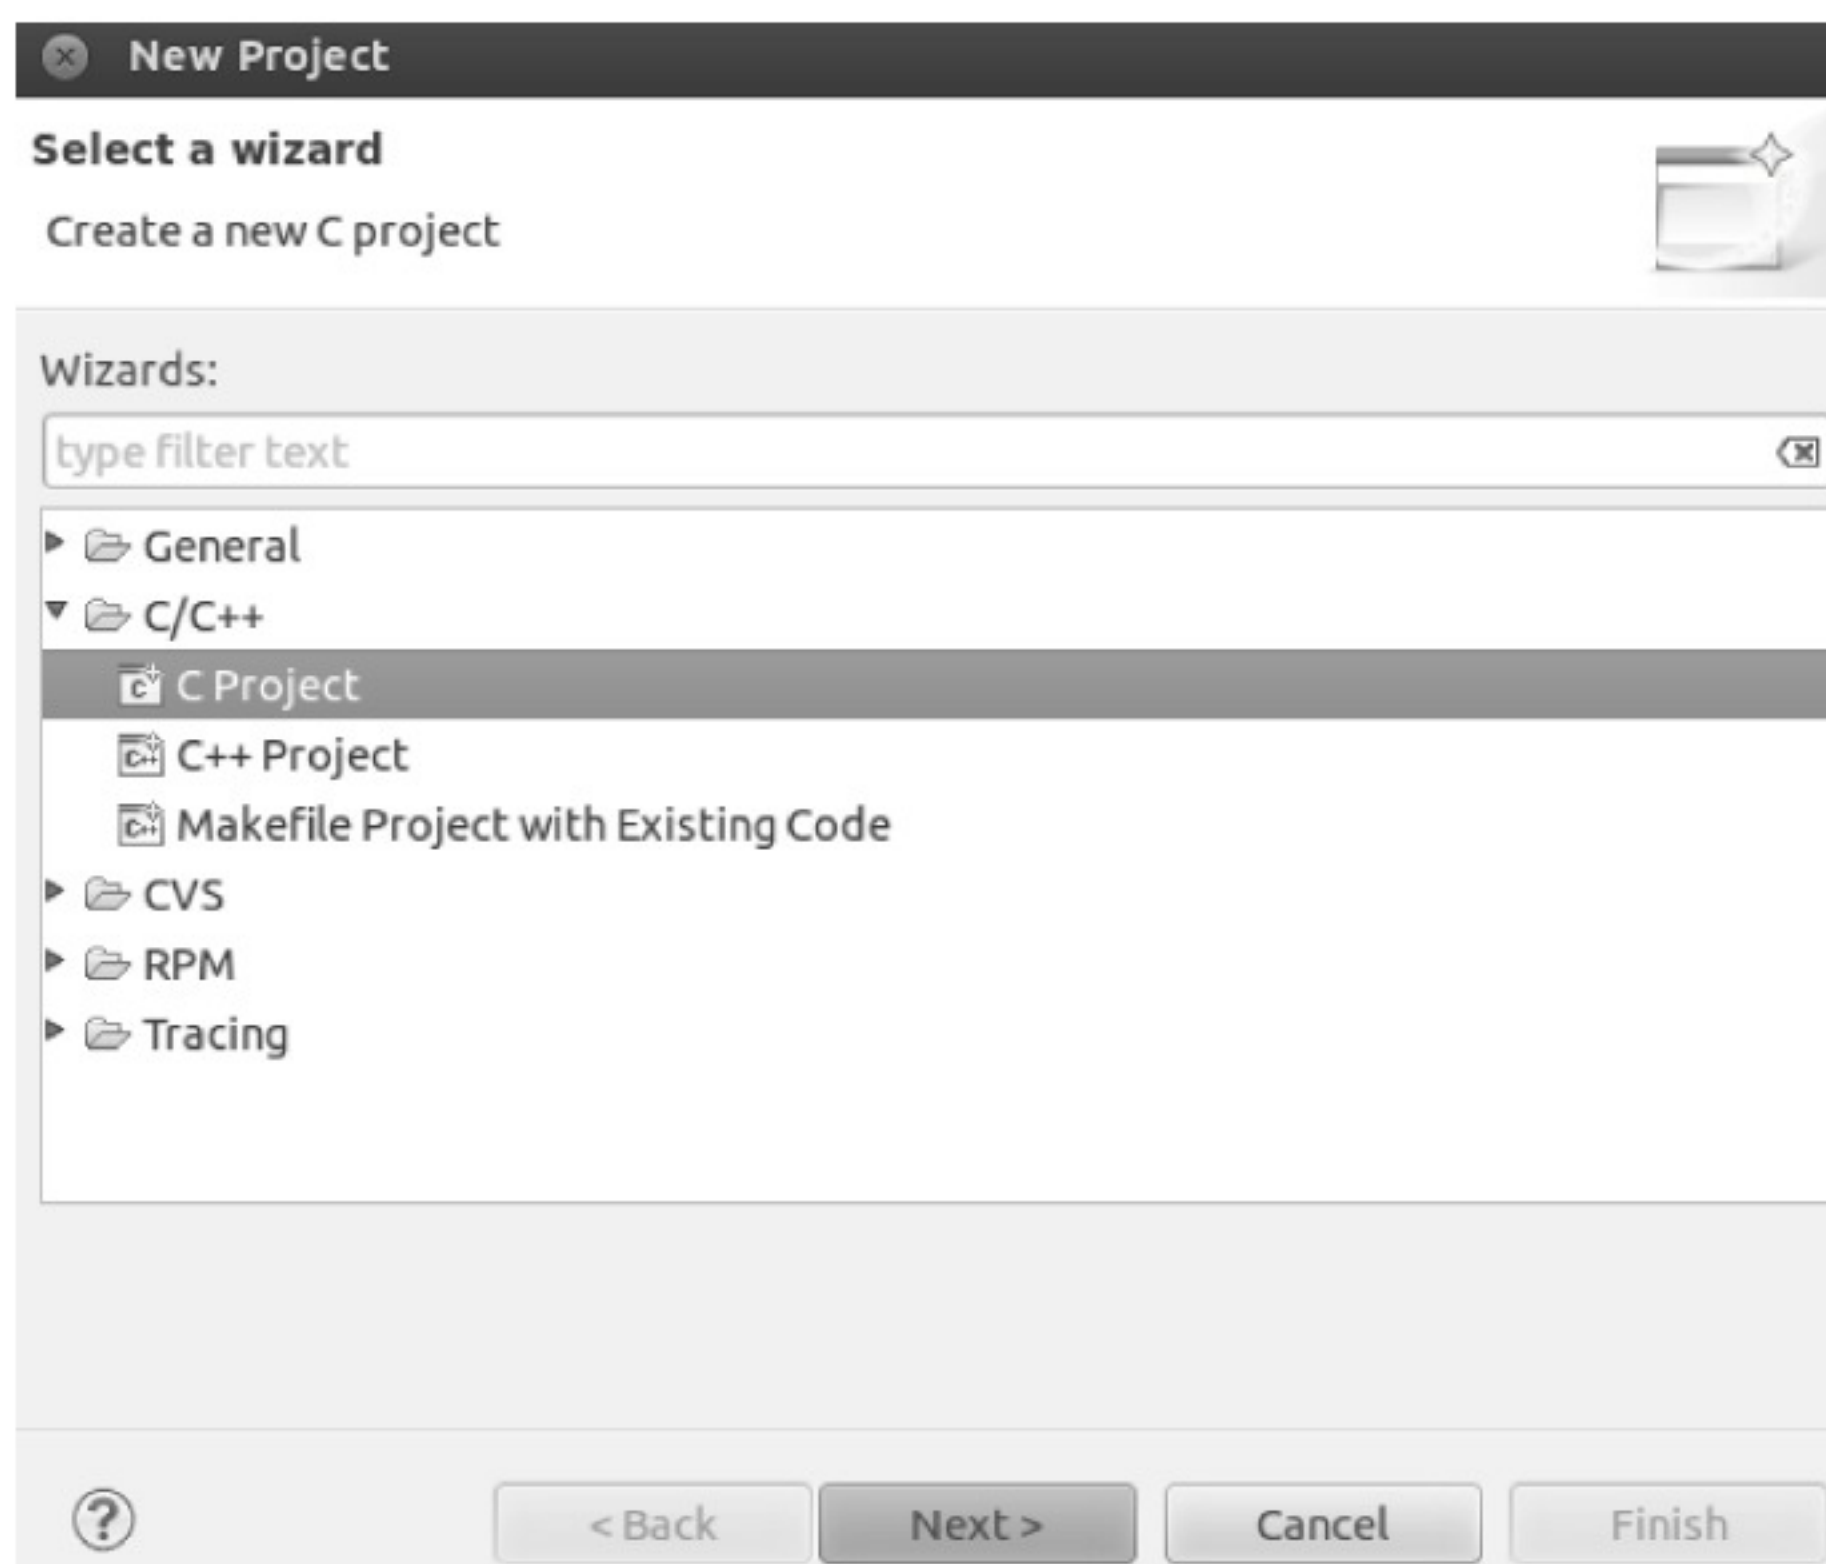 New Project
Select a wizard
Create a new C project
Wizards:
type filter text
General
C/C++
C Project
C++ Project
Makefile Project with Existing Code
CVS
RPM
Tracing
< Back Next > Cancel Finish